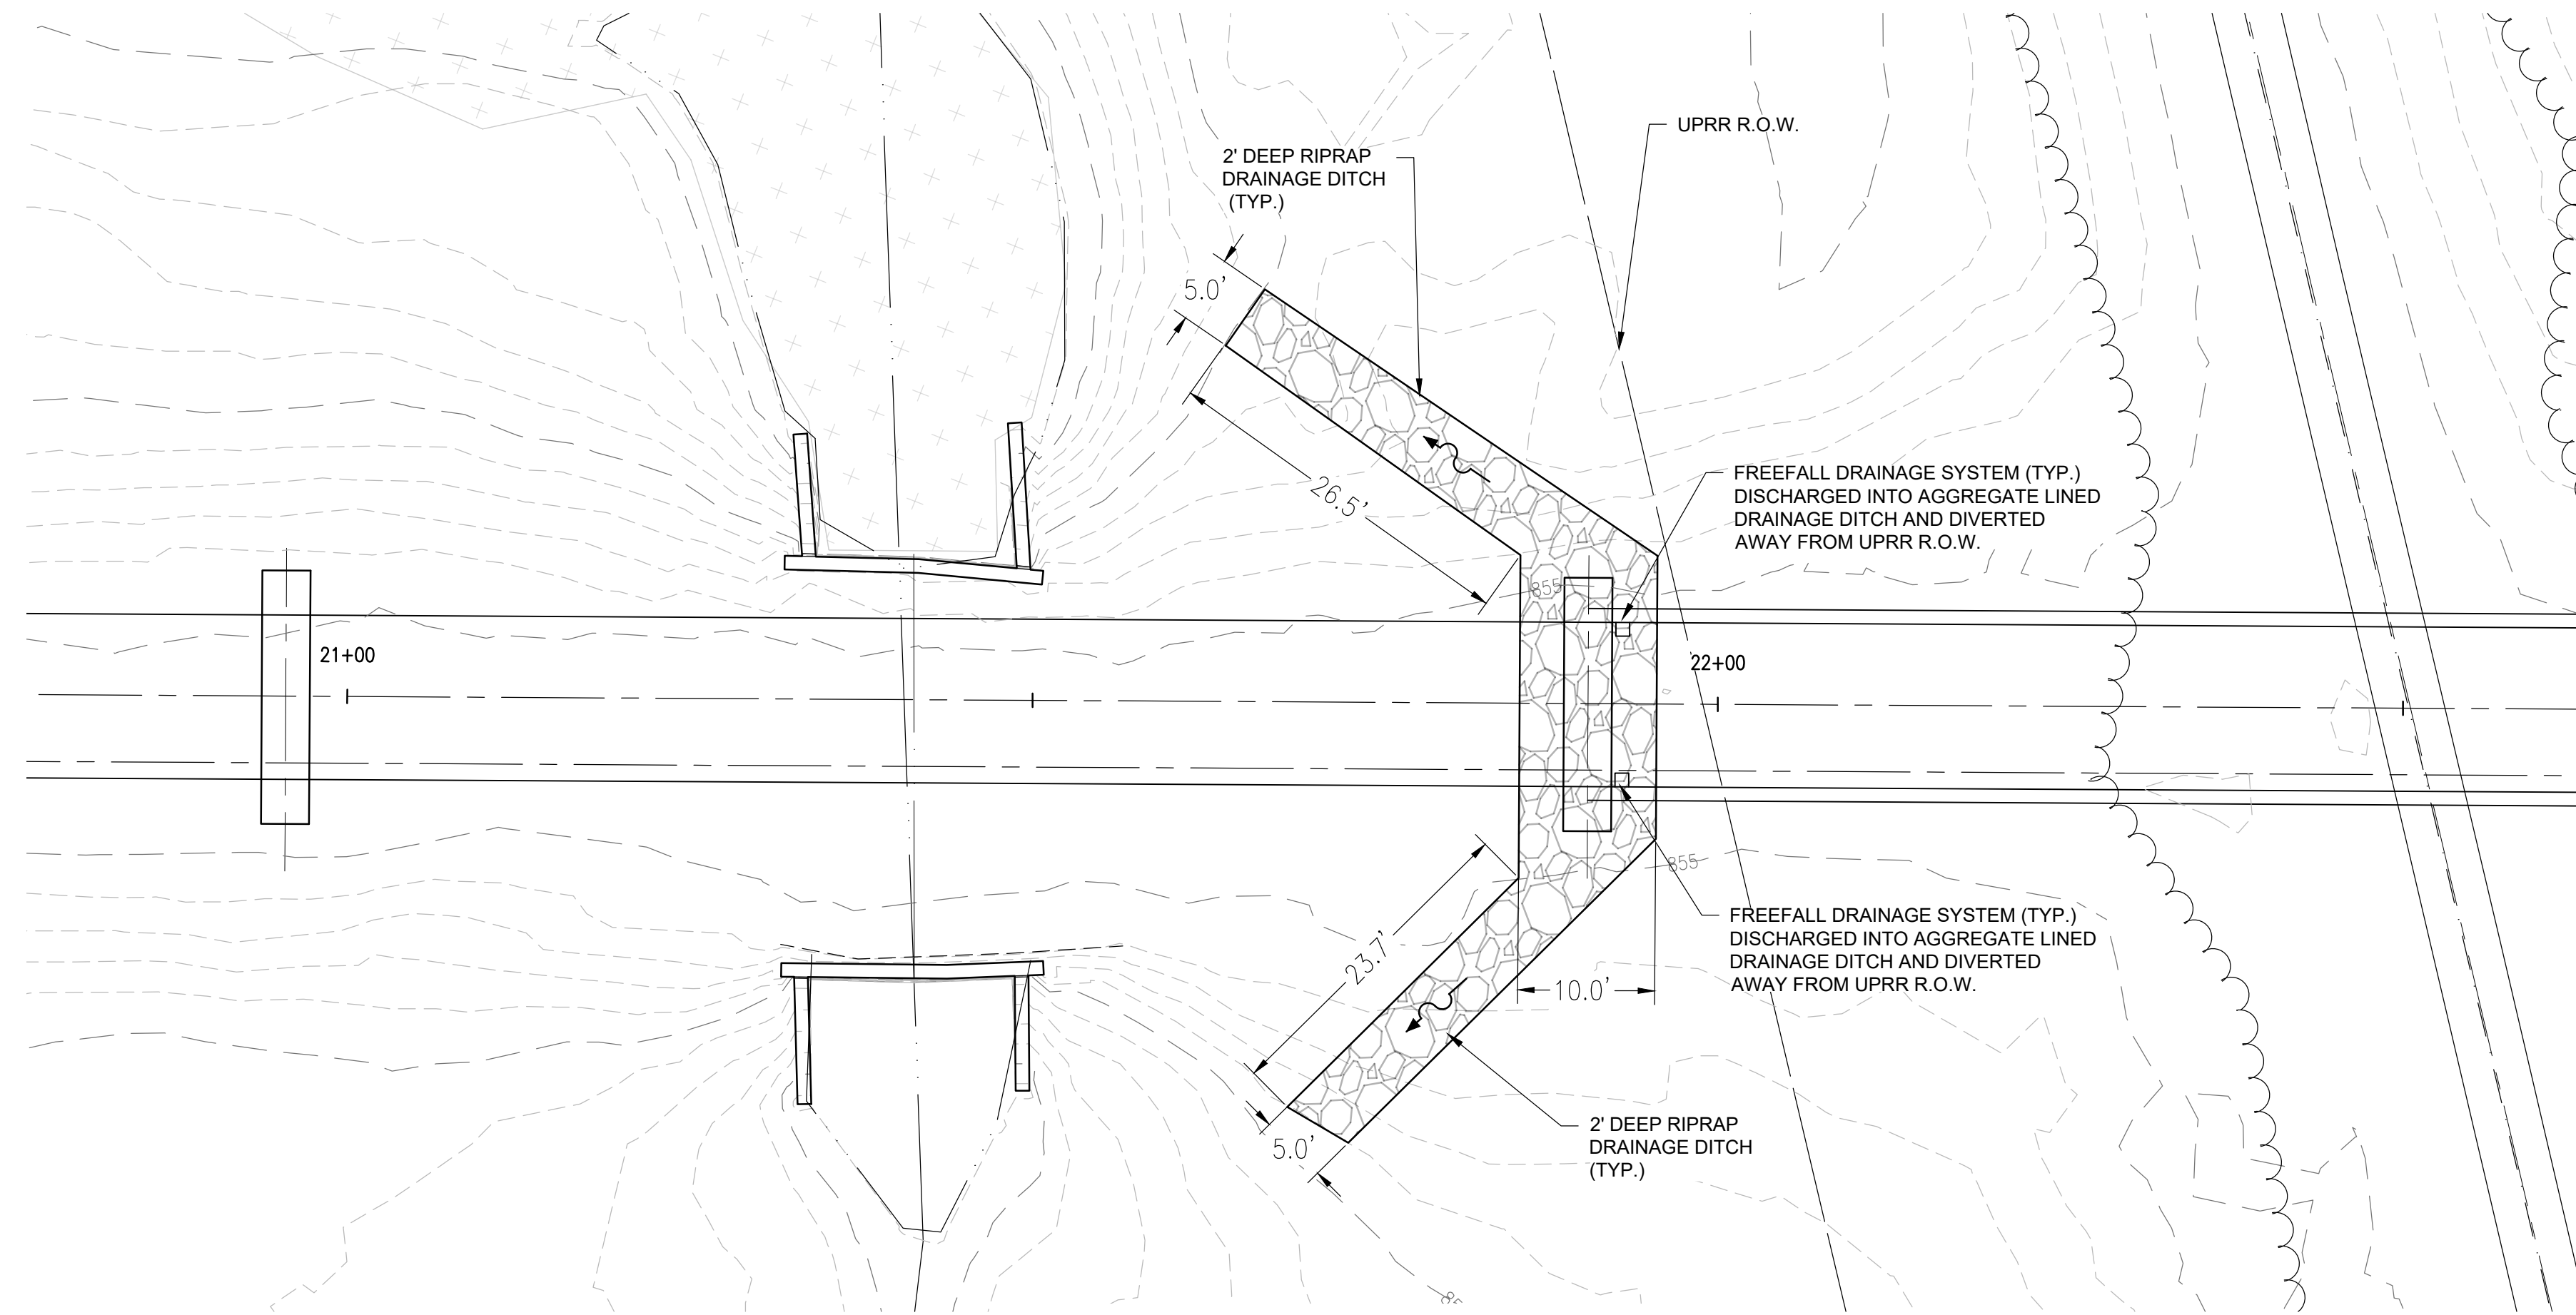 UPRR R.O.W.
2' DEEP RIPRAP
DRAINAGE DITCH
(TYP.)
5.0'
26.5'
FREEFALL DRAINAGE SYSTEM (TYP.)
DISCHARGED INTO AGGREGATE LINED
DRAINAGE DITCH AND DIVERTED
AWAY FROM UPRR R.O.W.
855
21+00
22+00
855
23.7'
10.0'
FREEFALL DRAINAGE SYSTEM (TYP.)
DISCHARGED INTO AGGREGATE LINED
DRAINAGE DITCH AND DIVERTED
AWAY FROM UPRR R.O.W.
5.0'
2' DEEP RIPRAP
DRAINAGE DITCH
(TYP.)